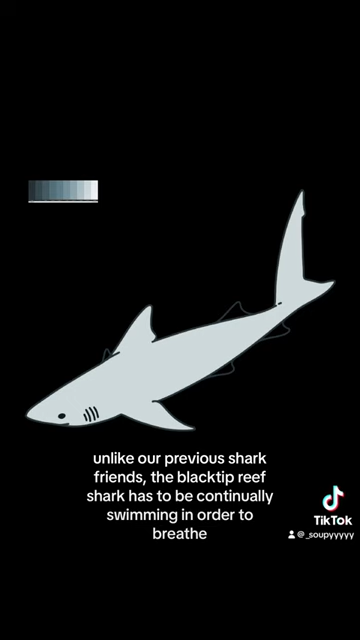 unlike our previous shark
friends, the blacktip reef
shark has to be continually
swimming in order to
breathe
TikTok
@_soupyyyyy